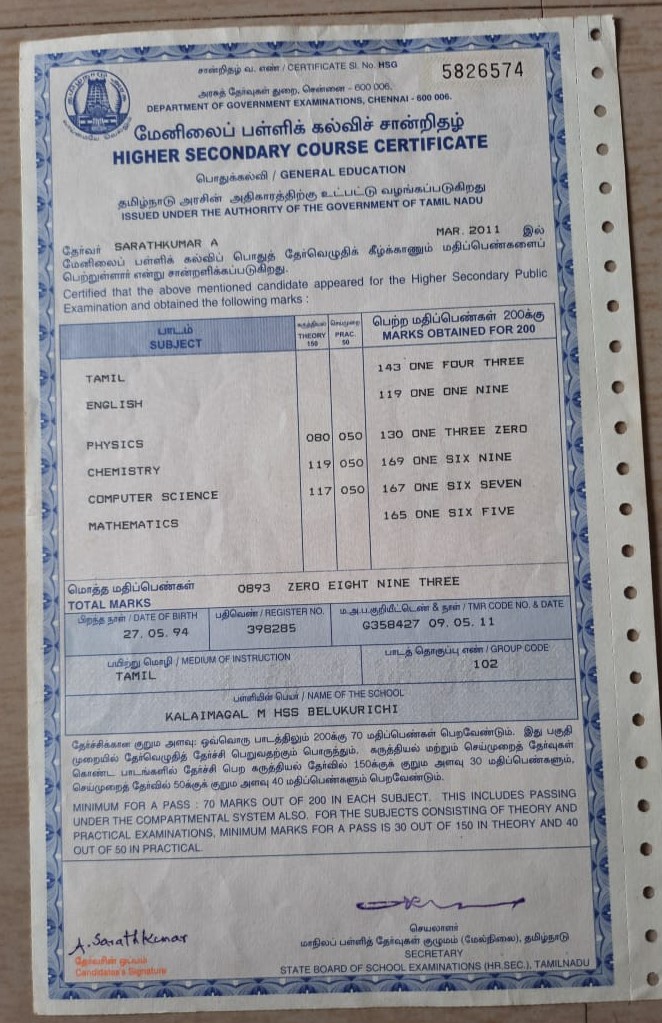 சான்றிதழ் வ. எண் / CERTIFICATE Sl. No. HSG 5826574
அரசுத் தேர்வுகள் துறை, சென்னை - 600 006.
DEPARTMENT OF GOVERNMENT EXAMINATIONS, CHENNAI - 600 006.
மேனிலைப் பள்ளிக் கல்விச் சான்றிதழ்
HIGHER SECONDARY COURSE CERTIFICATE
பொதுக்கல்வி / GENERAL EDUCATION
தமிழ்நாடு அரசின் அதிகாரத்திற்கு உட்பட்டு வழங்கப்படுகிறது
ISSUED UNDER THE AUTHORITY OF THE GOVERNMENT OF TAMIL NADU
தேர்வர் SARATHKUMAR A MAR. 2011 இல்
மேனிலைப் பள்ளிக் கல்விப் பொதுத் தேர்வெழுதிக் கீழ்க்காணும் மதிப்பெண்களைப்
பெற்றுள்ளார் என்று சான்றளிக்கப்படுகிறது.
Certified that the above mentioned candidate appeared for the Higher Secondary Public
Examination and obtained the following marks :
பாடம் கருத்தியல் செய்முறை பெற்ற மதிப்பெண்கள் 200க்கு
SUBJECT THEORY 150 PRAC. 50 MARKS OBTAINED FOR 200
TAMIL 143 ONE FOUR THREE
ENGLISH 119 ONE ONE NINE
PHYSICS 080 050 130 ONE THREE ZERO
CHEMISTRY 119 050 169 ONE SIX NINE
COMPUTER SCIENCE 117 050 167 ONE SIX SEVEN
MATHEMATICS 165 ONE SIX FIVE
மொத்த மதிப்பெண்கள் 0893 ZERO EIGHT NINE THREE
TOTAL MARKS
பிறந்த நாள் / DATE OF BIRTH பதிவெண் / REGISTER NO. ம.அ.ப.குறியீட்டெண் & நாள் / TMR CODE NO. & DATE
27. 05. 94 398285 G358427 09. 05. 11
பயிற்று மொழி / MEDIUM OF INSTRUCTION பாடத் தொகுப்பு எண் / GROUP CODE
TAMIL 102
பள்ளியின் பெயர் / NAME OF THE SCHOOL
KALAIMAGAL M HSS BELUKURICHI
தேர்ச்சிக்கான குறும அளவு: ஒவ்வொரு பாடத்திலும் 200க்கு 70 மதிப்பெண்கள் பெறவேண்டும். இது பகுதி
முறையில் தேர்வெழுதித் தேர்ச்சி பெறுவதற்கும் பொருந்தும். கருத்தியல் மற்றும் செய்முறைத் தேர்வுகள்
கொண்ட பாடங்களில் தேர்ச்சி பெற கருத்தியல் தேர்வில் 150க்குக் குறும அளவு 30 மதிப்பெண்களும்,
செய்முறைத் தேர்வில் 50க்குக் குறும அளவு 40 மதிப்பெண்களும் பெறவேண்டும்.
MINIMUM FOR A PASS : 70 MARKS OUT OF 200 IN EACH SUBJECT. THIS INCLUDES PASSING
UNDER THE COMPARTMENTAL SYSTEM ALSO. FOR THE SUBJECTS CONSISTING OF THEORY AND
PRACTICAL EXAMINATIONS, MINIMUM MARKS FOR A PASS IS 30 OUT OF 150 IN THEORY AND 40
OUT OF 50 IN PRACTICAL.
A. Sarathkumar
தேர்வரின் ஒப்பம்
Candidates's Signature
செயலாளர்
மாநிலப் பள்ளித் தேர்வுகள் குழுமம் (மேல்நிலை), தமிழ்நாடு
SECRETARY
STATE BOARD OF SCHOOL EXAMINATIONS (HR.SEC.), TAMILNADU